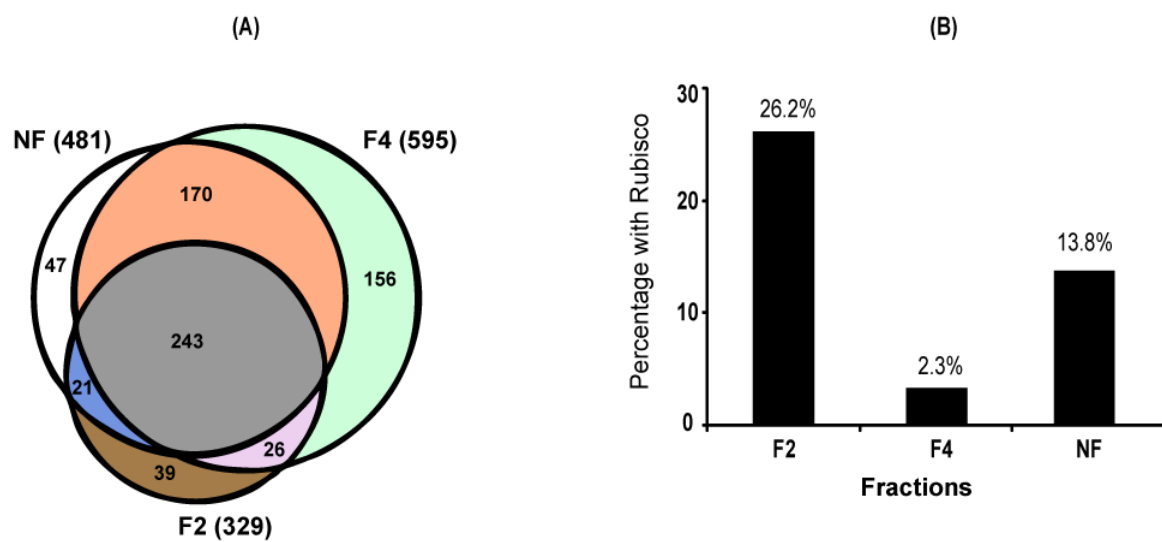 (A)
NF (481)
F4 (595)
170
47
156
243
21
26
39
F2 (329)
(B)
Percentage with Rubisco
30
20
10
0
26.2%
2.3%
13.8%
F2
F4
NF
Fractions